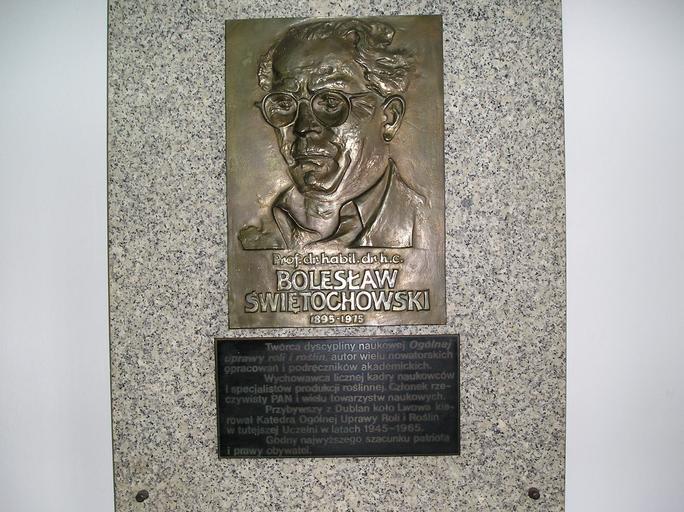 Prof. dr. habil. dr. h. c.
BOLESŁAW
ŚWIĘTOCHOWSKI
1895-1975
Twórca dyscypliny naukowej Ogólnej
uprawy roli i roślin, autor wielu nowatorskich
opracowań i podręczników akademickich.
Wychowawca licznej kadry naukowców
i specjalistów produkcji roślinnej. Członek rze-
czywisty PAN i wielu towarzystw naukowych.
Przybywszy z Dublan koło Lwowa kie-
rował Katedrą Ogólnej Uprawy Roli i Roślin
w tutejszej Uczelni w latach 1945-1965.
Godny najwyższego szacunku patriota
i prawy obywatel.